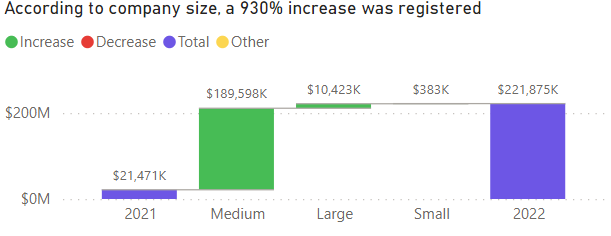 According to company size, a 930% increase was registered
Increase Decrease Total Other
$189,598K $10,423K $383K $221,875K
$200M
$21,471K
$0M
2021 Medium Large Small 2022